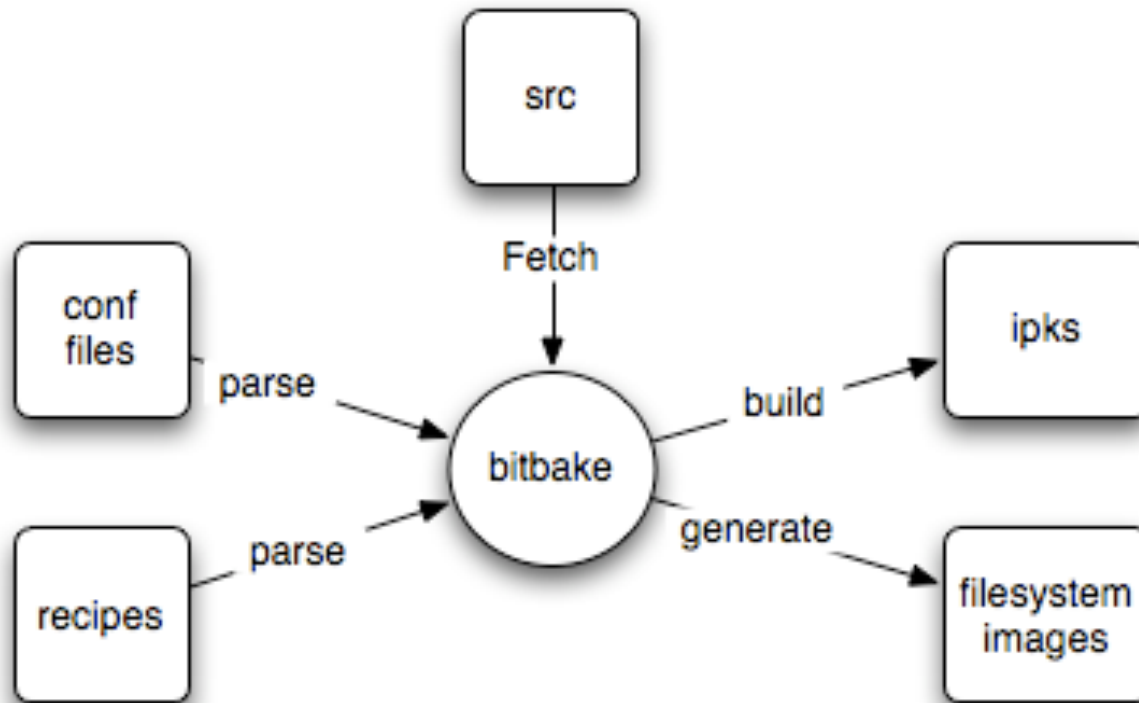 src
Fetch
conf
files
parse
ipks
build
bitbake
parse
generate
recipes
filesystem
images